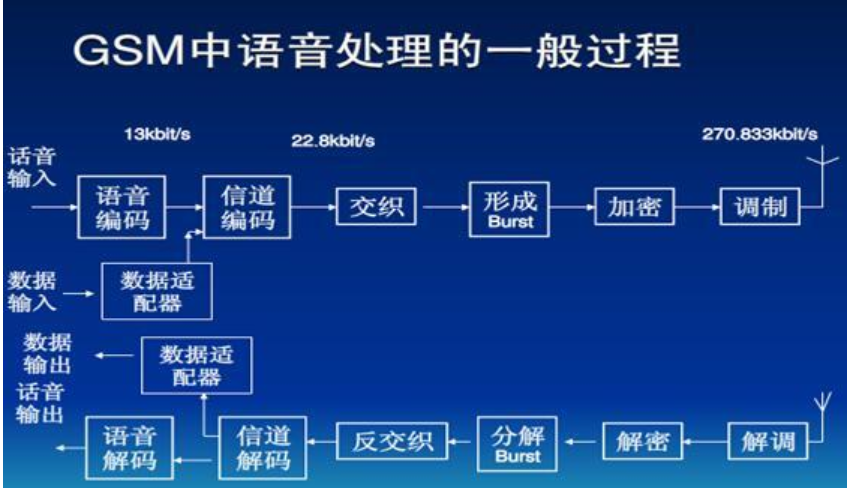 GSM中语音处理的一般过程
13kbit/s
22.8kbit/s
270.833kbit/s
话音
输入
语音
编码
信道
编码
交织
形成
Burst
加密
调制
数据
输入
数据适
配器
数据
输出
数据适
配器
话音
输出
语音
解码
信道
解码
反交织
分解
Burst
解密
解调